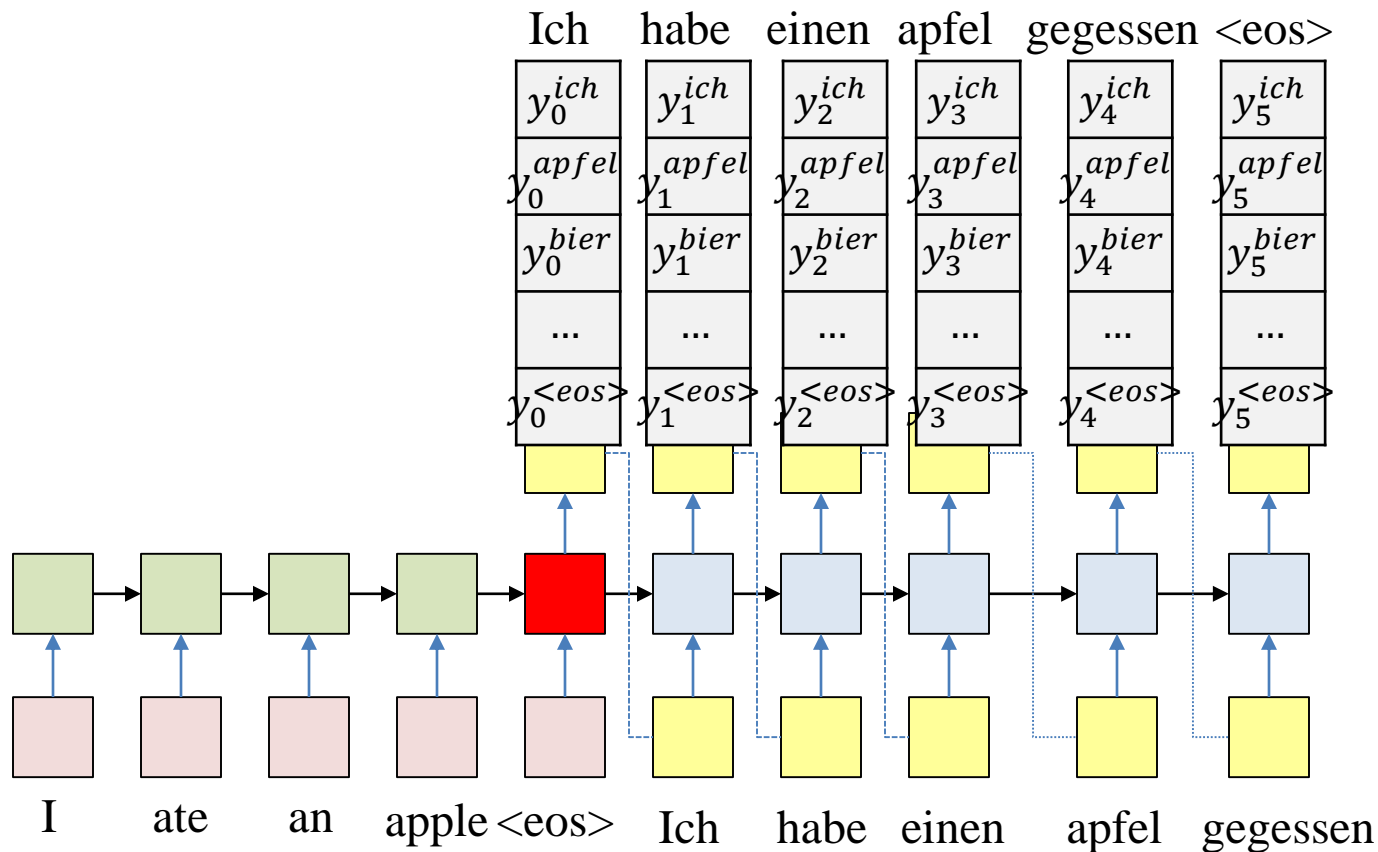 Ich habe einen apfel gegessen <eos>
y_0^{ich} y_1^{ich} y_2^{ich} y_3^{ich} y_4^{ich} y_5^{ich}
y_0^{apfel} y_1^{apfel} y_2^{apfel} y_3^{apfel} y_4^{apfel} y_5^{apfel}
y_0^{bier} y_1^{bier} y_2^{bier} y_3^{bier} y_4^{bier} y_5^{bier}
... ... ... ... ... ...
y_0^{<eos>} y_1^{<eos>} y_2^{<eos>} y_3^{<eos>} y_4^{<eos>} y_5^{<eos>}
I ate an apple <eos> Ich habe einen apfel gegessen